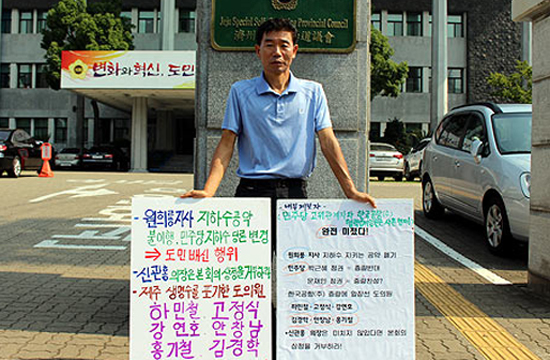 Jeju Special Self-Governing Provincial Council
변화와 혁신, 도민
- 원희룡지사 지하수공약
불이행, 민주당 지하수 당론 변경
⇒ 도민 배신 행위
- 신관홍 의장은 본회의 상정을 거부하라
- 제주 생명수를 포기한 도의원
하민철 고정식
강연호 안창남
홍기철 김경학
완전 미쳤다!
원희룡 지사 지하수 지키는 공약 폐기
민주당 박근혜 정권 = 증량반대
문재인 정권 = 증량찬성?
한국공항(주) 증량에 앞장선 도의원
하민철 · 고정식 · 강연호
김경학 · 안창남 · 홍기철
- 신관홍 의장은 미치지 않았다면 본회의
상정을 거부하라!